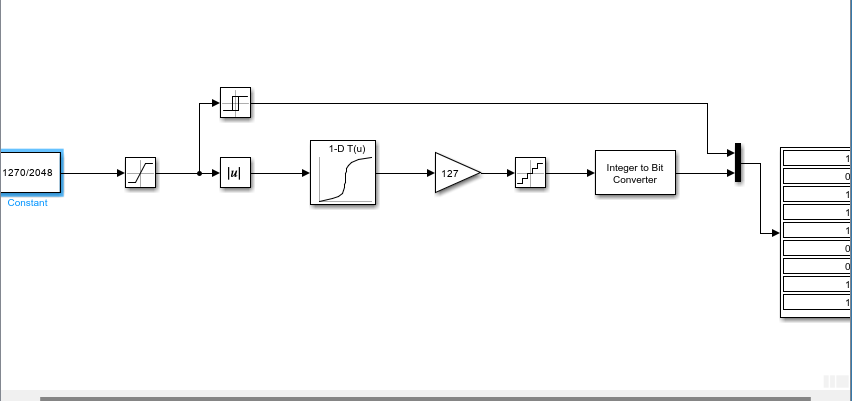 1-D T(u)
1270/2048
|u|
127
Integer to Bit
Converter
Constant
1
0
1
1
1
0
0
1
1